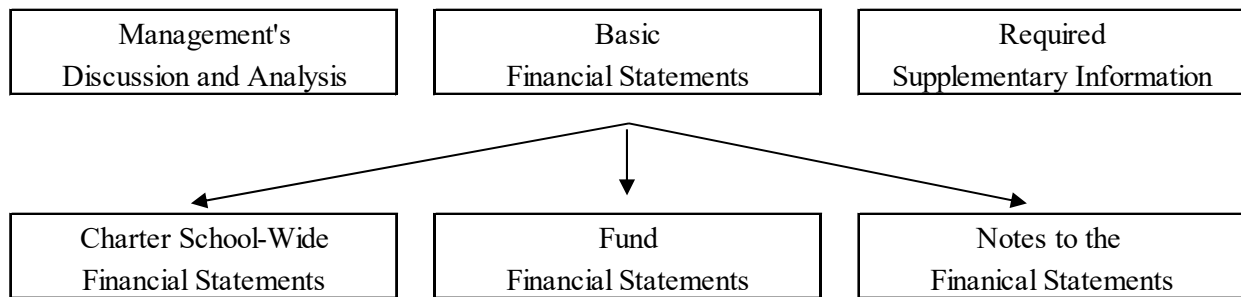 Management's
Discussion and Analysis
Basic
Financial Statements
Required
Supplementary Information
Charter School-Wide
Financial Statements
Fund
Financial Statements
Notes to the
Finanical Statements